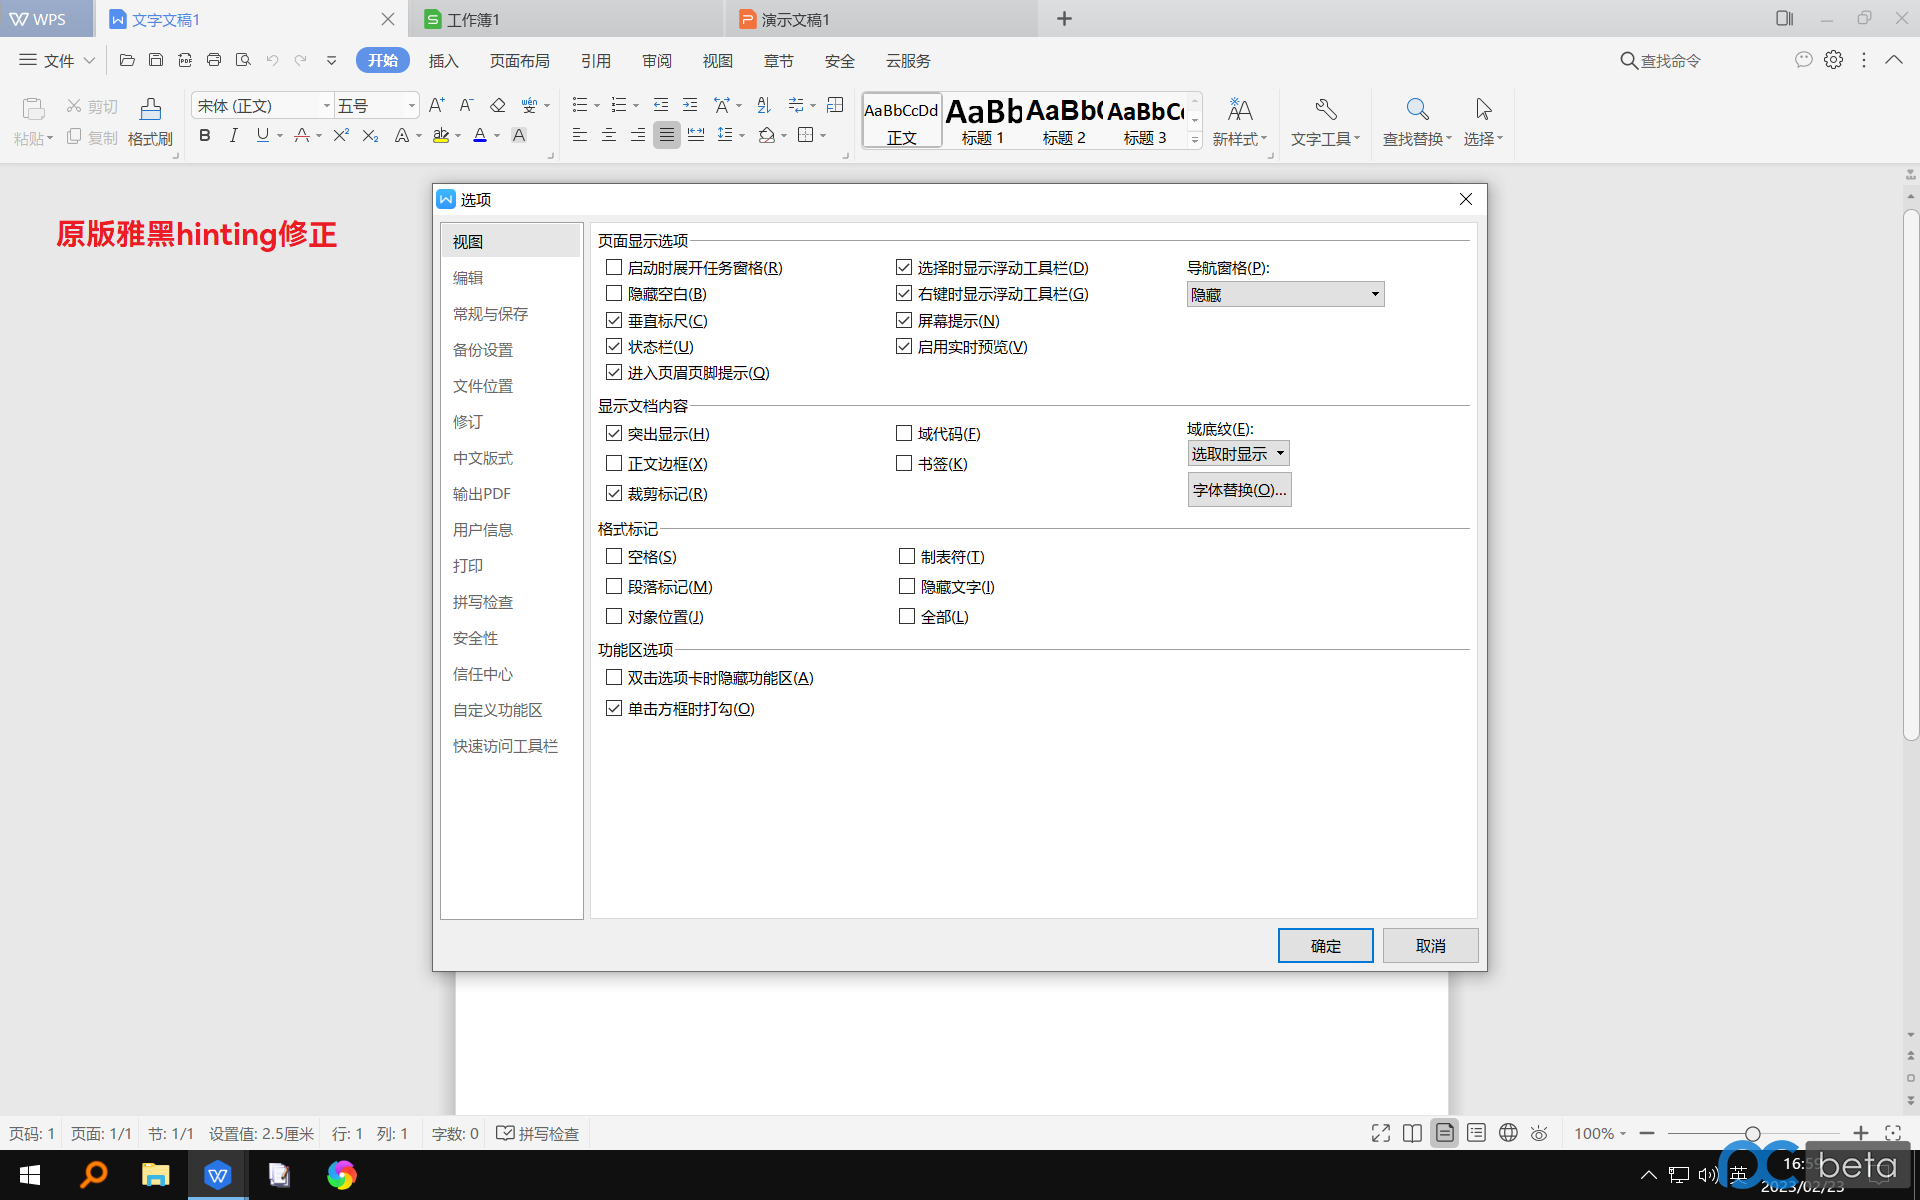 WPS
文字文稿1
工作簿1
演示文稿1
文件
开始
插入
页面布局
引用
审阅
视图
章节
安全
云服务
查找命令
粘贴
剪切
复制
格式刷
宋体 (正文)
五号
AaBbCcDd
正文
AaBb
标题 1
AaBb(
标题 2
AaBbC
标题 3
新样式
文字工具
查找替换
选择
原版雅黑hinting修正
选项
视图
编辑
常规与保存
备份设置
文件位置
修订
中文版式
输出PDF
用户信息
打印
拼写检查
安全性
信任中心
自定义功能区
快速访问工具栏
页面显示选项
启动时展开任务窗格(R)
隐藏空白(B)
垂直标尺(C)
状态栏(U)
进入页眉页脚提示(Q)
选择时显示浮动工具栏(D)
右键时显示浮动工具栏(G)
屏幕提示(N)
启用实时预览(V)
导航窗格(P):
隐藏
显示文档内容
突出显示(H)
正文边框(X)
裁剪标记(R)
域代码(F)
书签(K)
域底纹(E):
选取时显示
字体替换(O)...
格式标记
空格(S)
段落标记(M)
对象位置(J)
制表符(T)
隐藏文字(I)
全部(L)
功能区选项
双击选项卡时隐藏功能区(A)
单击方框时打勾(O)
确定
取消
页码: 1
页面: 1/1
节: 1/1
设置值: 2.5厘米
行: 1
列: 1
字数: 0
拼写检查
100%
英
2023/02/23
pcbeta